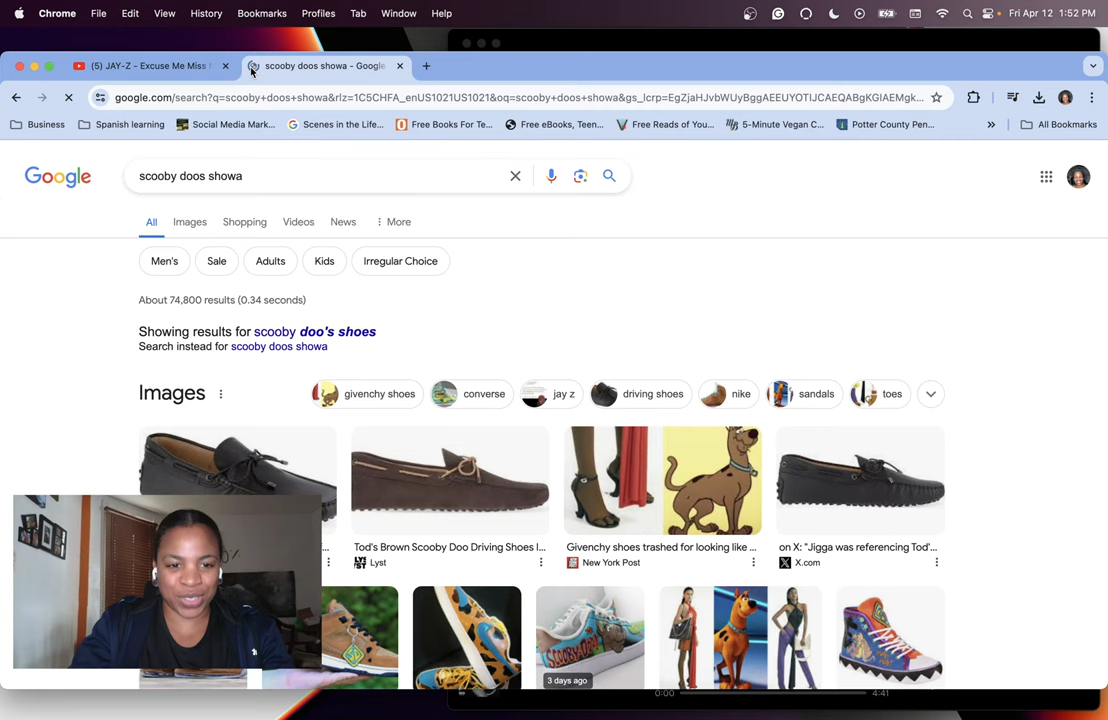 Chrome File Edit View History Bookmarks Profiles Tab Window Help Fri Apr 12 1:52 PM
(5) JAY-Z - Excuse Me Miss
scooby doos showa - Google
google.com/search?q=scooby+doos+showa&rlz=1C5CHFA_enUS1021US1021&oq=scooby+doos+showa&gs_lcrp=EgZjaHJvbWUyBggAEEUYOTIJCAEQABgKGIAEMgk...
Business Spanish learning Social Media Mark... Scenes in the Life... Free Books For Te... Free eBooks, Teen... Free Reads of You... 5-Minute Vegan C... Potter County Pen... » All Bookmarks
Google
scooby doos showa
All Images Shopping Videos News More
Men's Sale Adults Kids Irregular Choice
About 74,800 results (0.34 seconds)
Showing results for scooby doo's shoes
Search instead for scooby doos showa
Images
givenchy shoes converse jay z driving shoes nike sandals toes
Tod's Brown Scooby Doo Driving Shoes I...
Lyst
Givenchy shoes trashed for looking like ...
New York Post
on X: "Jigga was referencing Tod'...
X.com
3 days ago
0:00 4:41